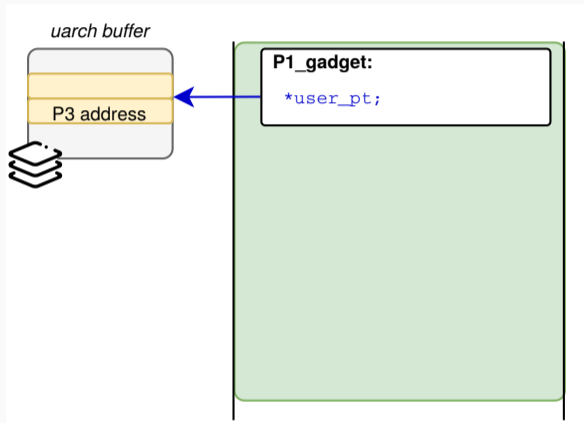 uarch buffer
P3 address
P1_gadget:
*user_pt;